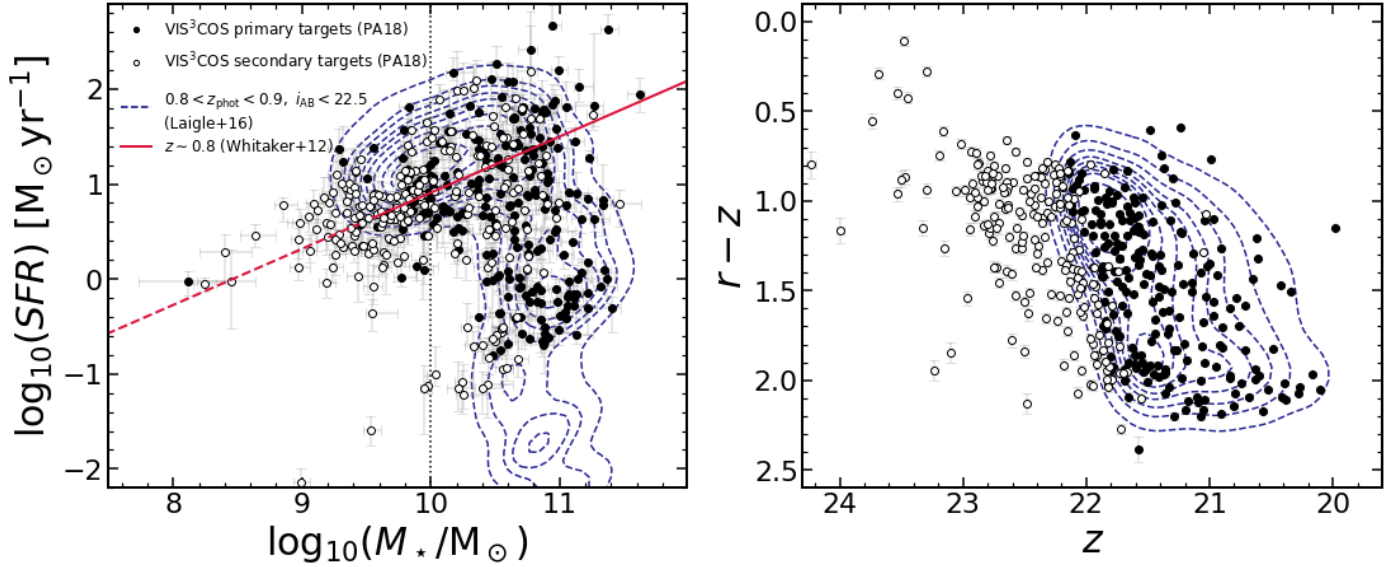 VIS³COS primary targets (PA18)
VIS³COS secondary targets (PA18)
0.8 < z_phot < 0.9, i_AB < 22.5
(Laigle+16)
z ~ 0.8 (Whitaker+12)
log₁₀(SFR) [M⊙ yr⁻¹]
2
1
0
−1
−2
8
9
10
11
log₁₀(M⋆/M⊙)
r − z
0.0
0.5
1.0
1.5
2.0
2.5
24
23
22
21
20
z